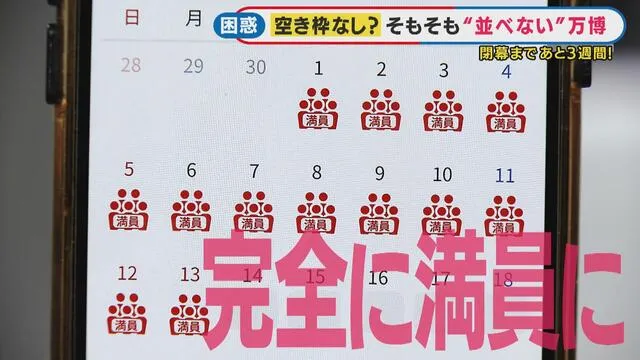 困惑 空き枠なし？ そもそも“並べない”万博
閉幕まであと3週間！
日 月
28 29 30 1 2 3 4
満員 満員 満員 満員
5 6 7 8 9 10 11
満員 満員 満員 満員 満員 満員 満員
12 13 14 15 16 17 18
満員 満員
完全に満員に